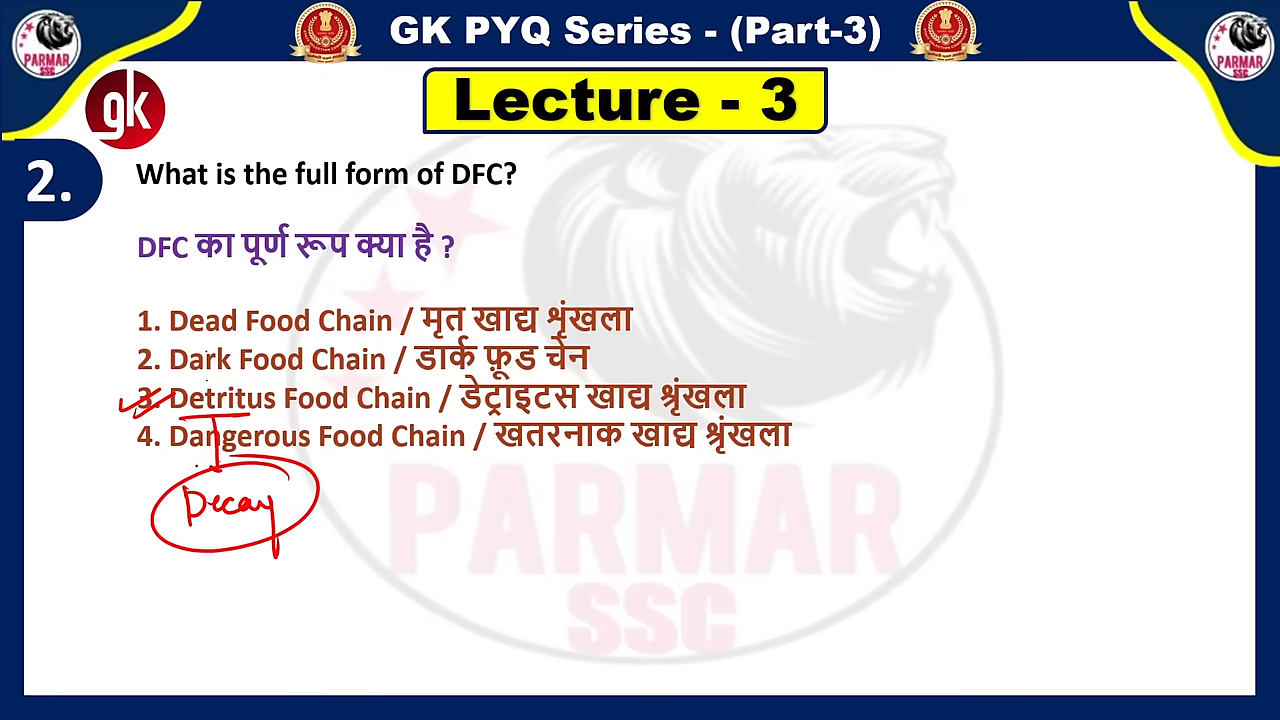 GK PYQ Series - (Part-3)
PARMAR
SSC
PARMAR
SSC
gk
Lecture - 3
2.
What is the full form of DFC?
DFC का पूर्ण रूप क्या है ?
1. Dead Food Chain / मृत खाद्य शृंखला
2. Dark Food Chain / डार्क फ़ूड चेन
3. Detritus Food Chain / डेट्राइटस खाद्य श्रृंखला
4. Dangerous Food Chain / खतरनाक खाद्य श्रृंखला
Decay
PARMAR
SSC